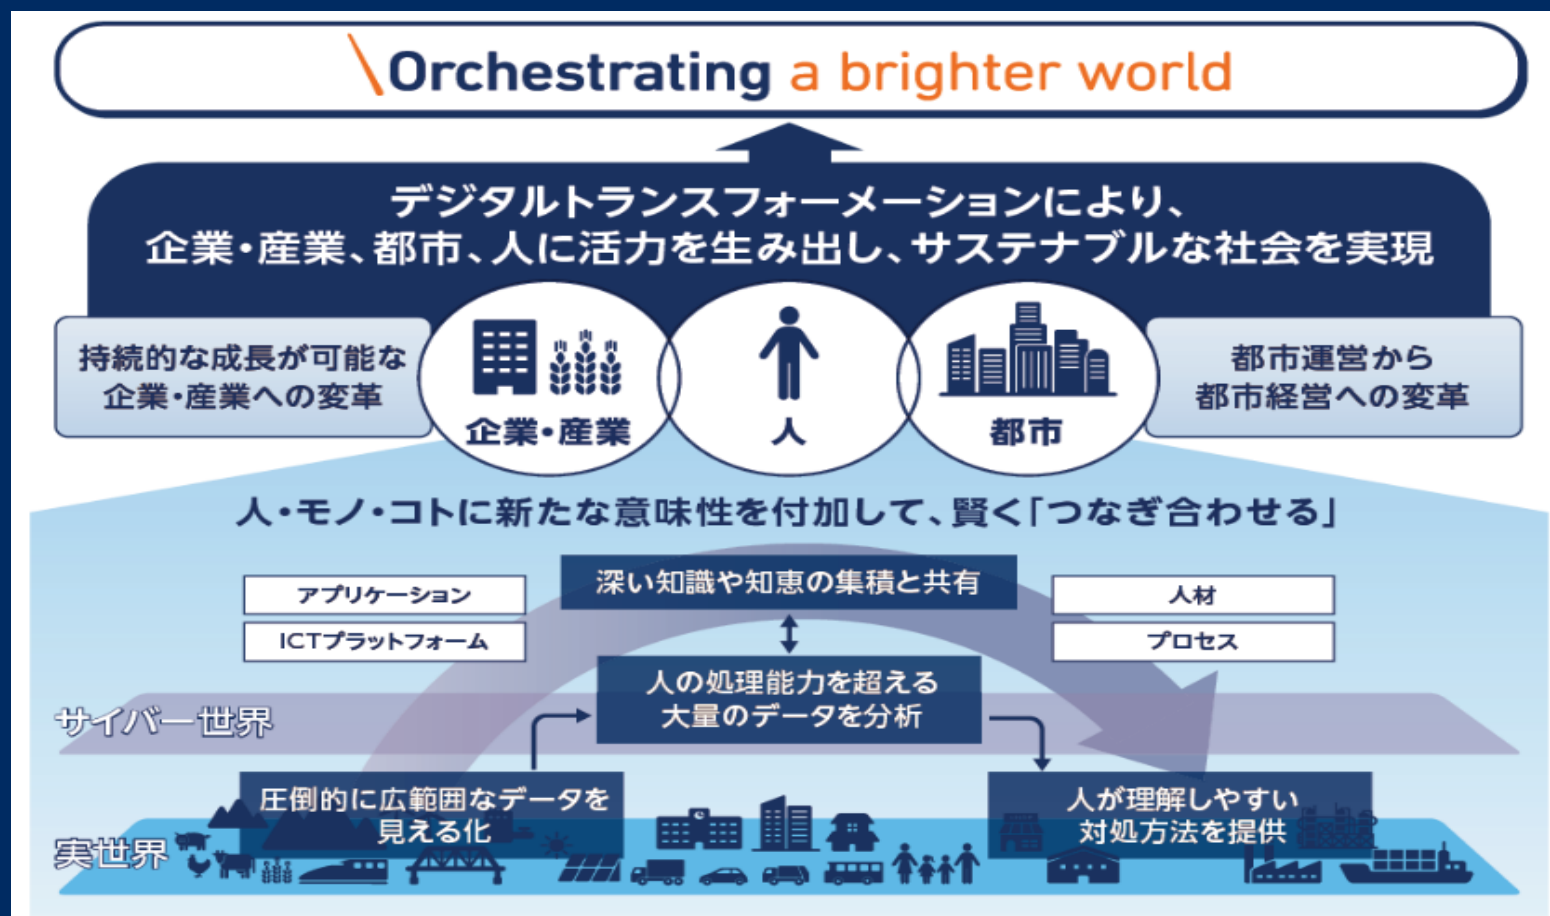 \Orchestrating a brighter world
デジタルトランスフォーメーションにより、
企業・産業、都市、人に活力を生み出し、サステナブルな社会を実現
持続的な成長が可能な
企業・産業への変革
企業・産業
人
都市
都市運営から
都市経営への変革
人・モノ・コトに新たな意味性を付加して、賢く「つなぎ合わせる」
アプリケーション
ICTプラットフォーム
深い知識や知恵の集積と共有
人材
プロセス
人の処理能力を超える
大量のデータを分析
サイバー世界
圧倒的に広範囲なデータを
見える化
人が理解しやすい
対処方法を提供
実世界